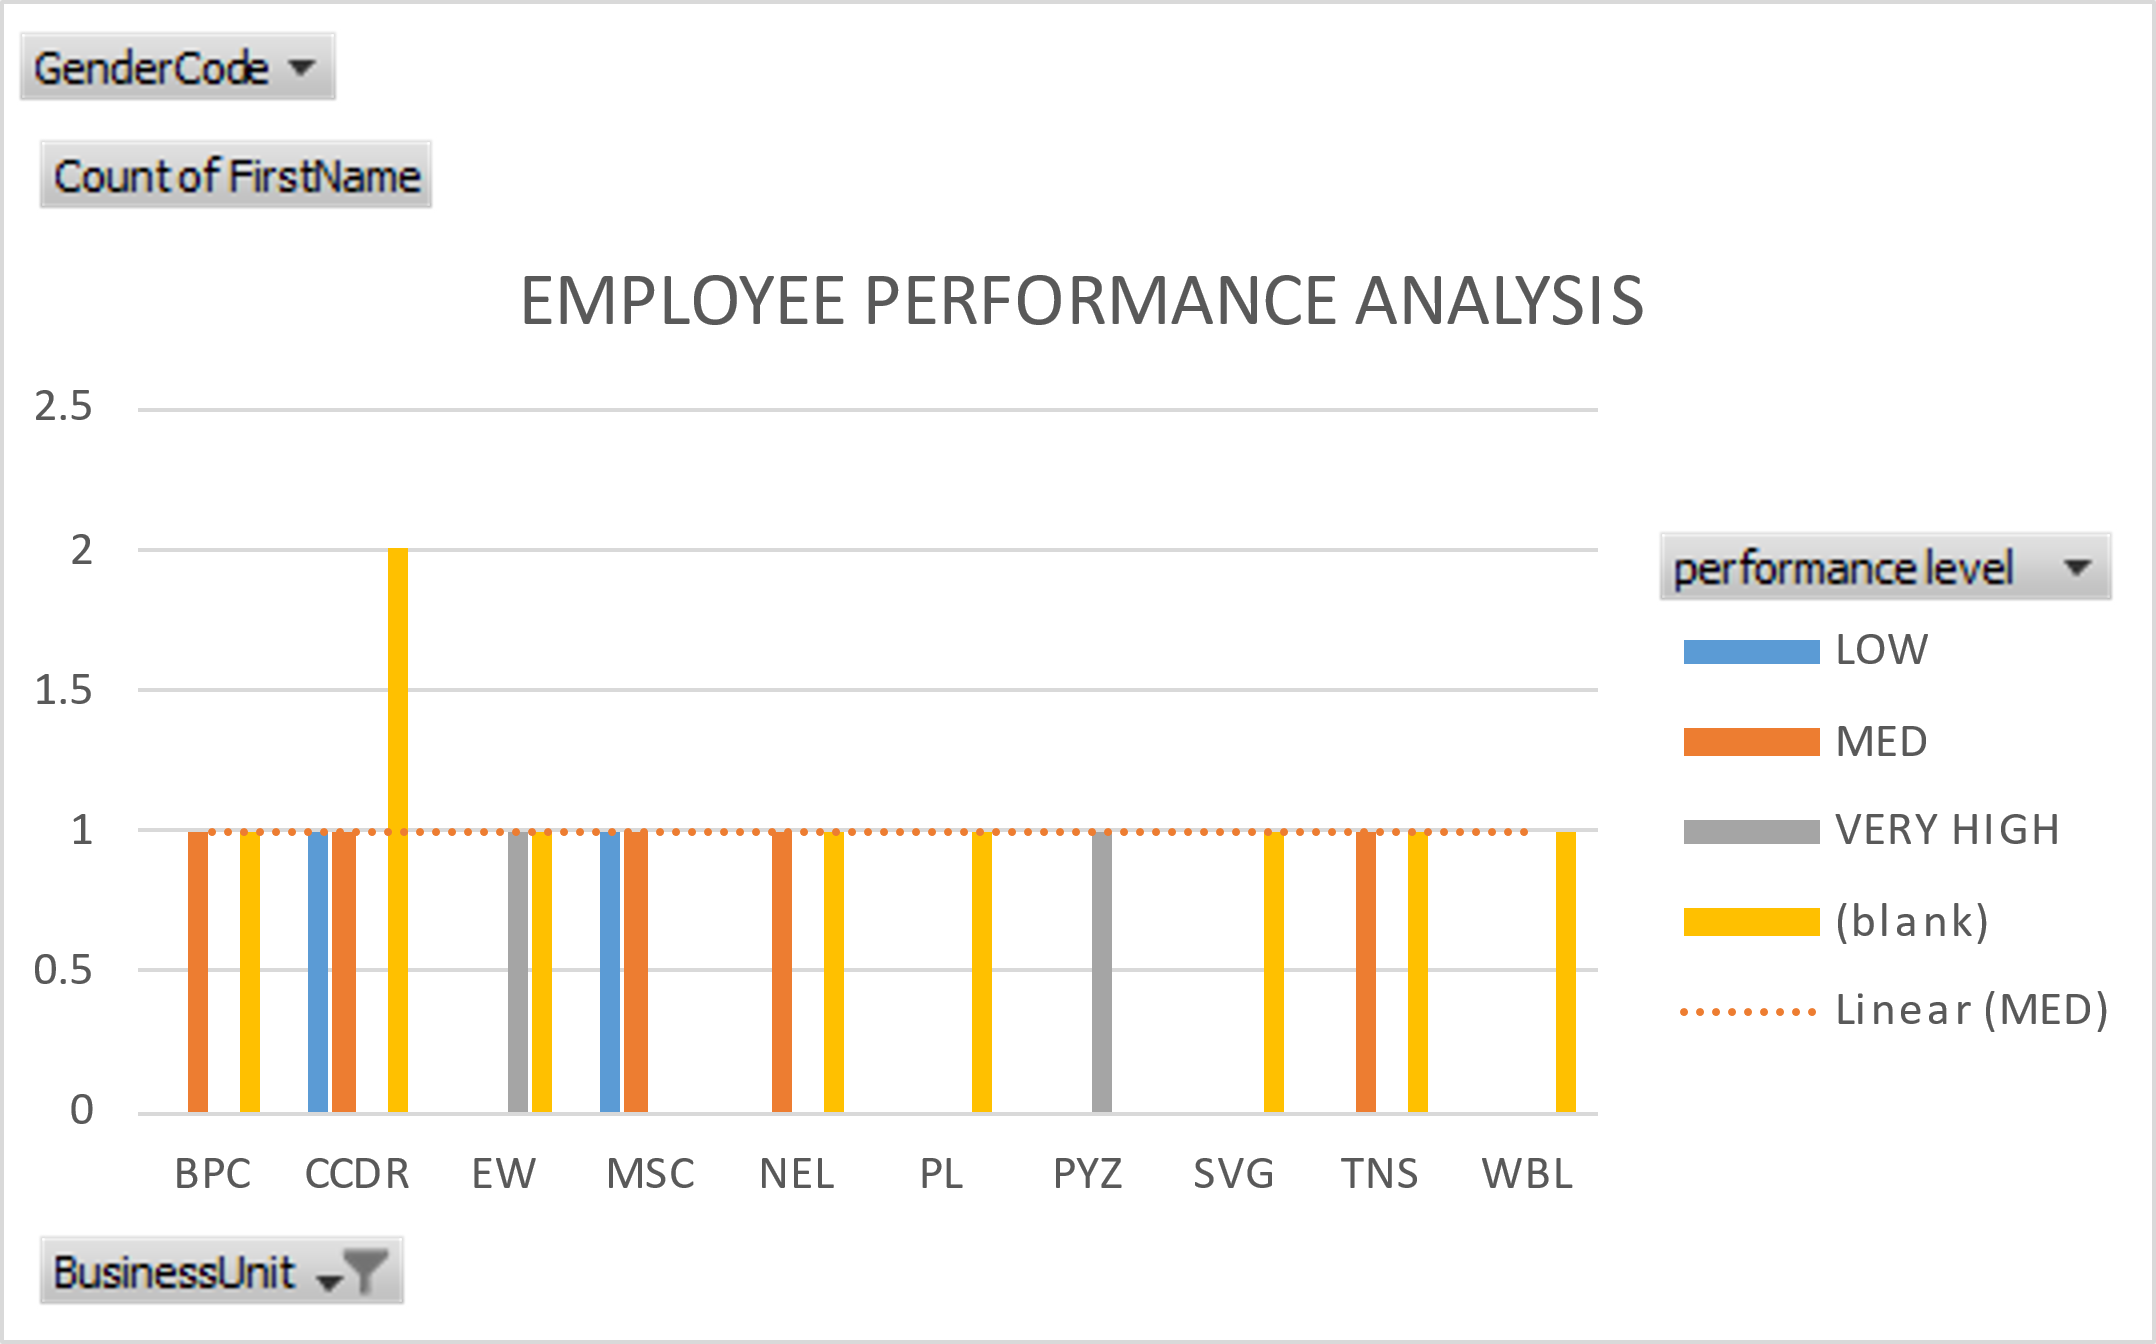 GenderCode
Count of FirstName
EMPLOYEE PERFORMANCE ANALYSIS
2.5
2
1.5
1
0.5
0
BPC CCDR EW MSC NEL PL PYZ SVG TNS WBL
performance level
LOW
MED
VERY HIGH
(blank)
Linear (MED)
BusinessUnit